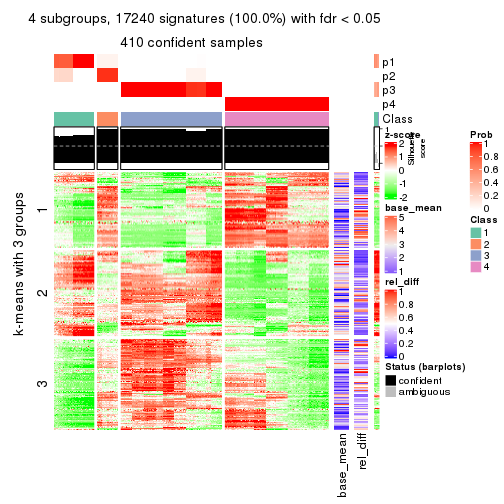 4 subgroups, 17240 signatures (100.0%) with fdr < 0.05
410 confident samples
p1
p2
p3
p4
Class
Silhouette
score
k-means with 3 groups
1
2
3
base_mean
rel_diff
z-score
2
1
0
-1
-2
base_mean
5
4
3
2
1
rel_diff
1
0.8
0.6
0.4
0.2
0
Status (barplots)
confident
ambiguous
Prob
1
0.8
0.6
0.4
0.2
0
Class
1
2
3
4